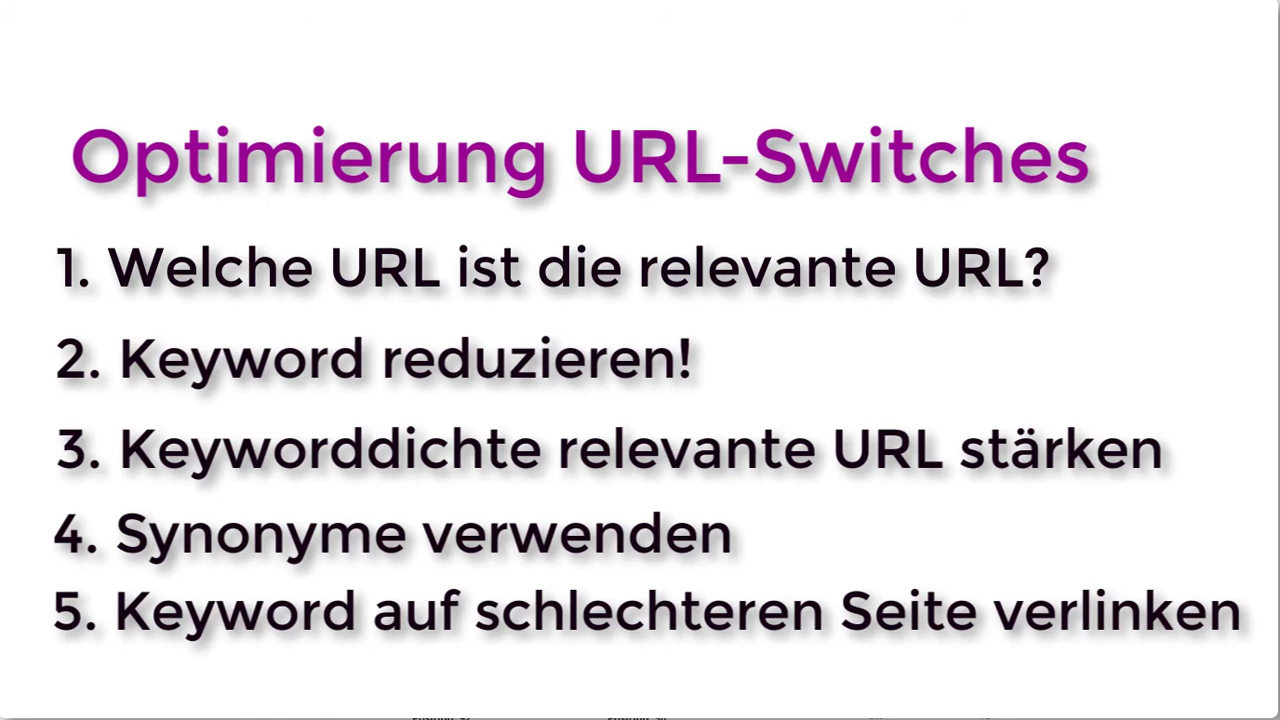 Optimierung URL-Switches
1. Welche URL ist die relevante URL?
2. Keyword reduzieren!
3. Keyworddichte relevante URL stärken
4. Synonyme verwenden
5. Keyword auf schlechteren Seite verlinken